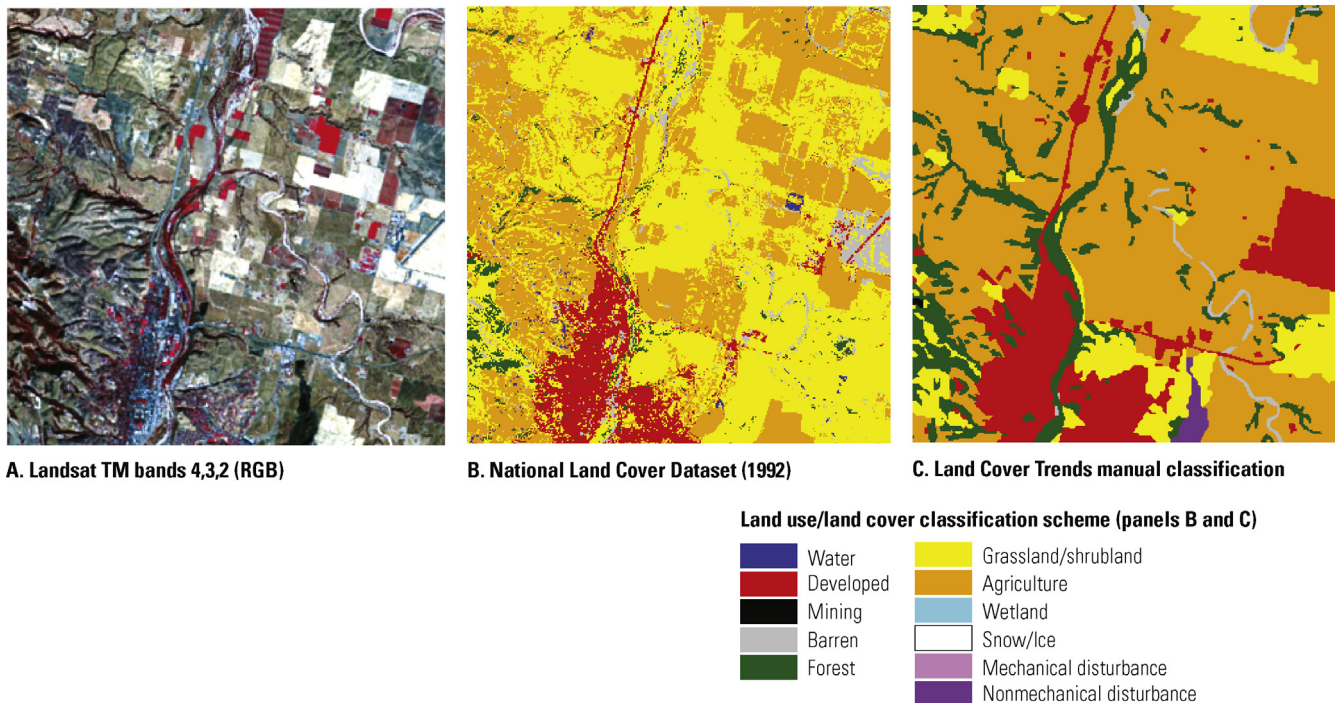 A. Landsat TM bands 4,3,2 (RGB)
B. National Land Cover Dataset (1992)
C. Land Cover Trends manual classification
Land use/land cover classification scheme (panels B and C)
Water
Developed
Mining
Barren
Forest
Grassland/shrubland
Agriculture
Wetland
Snow/Ice
Mechanical disturbance
Nonmechanical disturbance